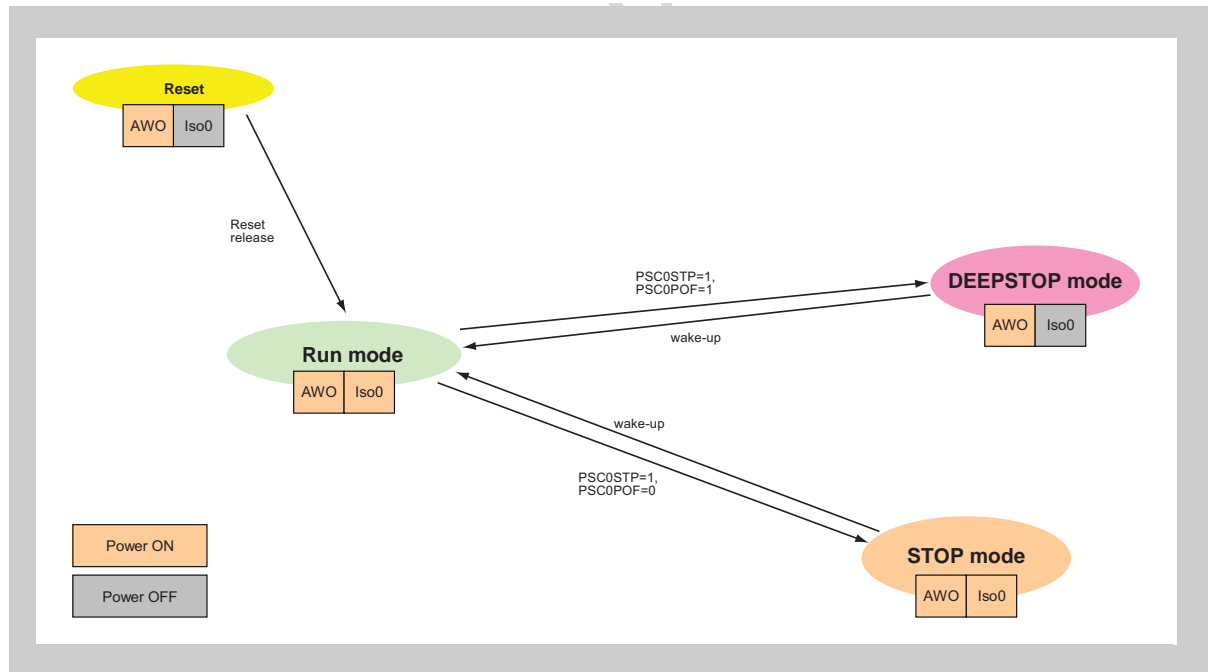 Reset
AWO Iso0
Reset
release
PSC0STP=1,
PSC0POF=1
DEEPSTOP mode
AWO Iso0
wake-up
Run mode
AWO Iso0
wake-up
PSC0STP=1,
PSC0POF=0
Power ON
Power OFF
STOP mode
AWO Iso0